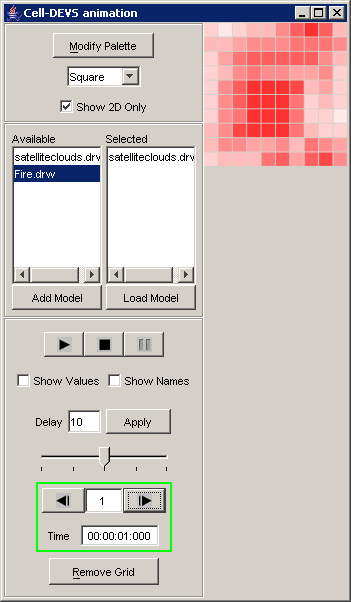 Cell-DEVS animation
Modify Palette
Square
Show 2D Only
Available Selected
satelliteclouds.drw satelliteclouds.drw
Fire.drw
Add Model Load Model
Show Values Show Names
Delay 10 Apply
1
Time 00:00:01:000
Remove Grid